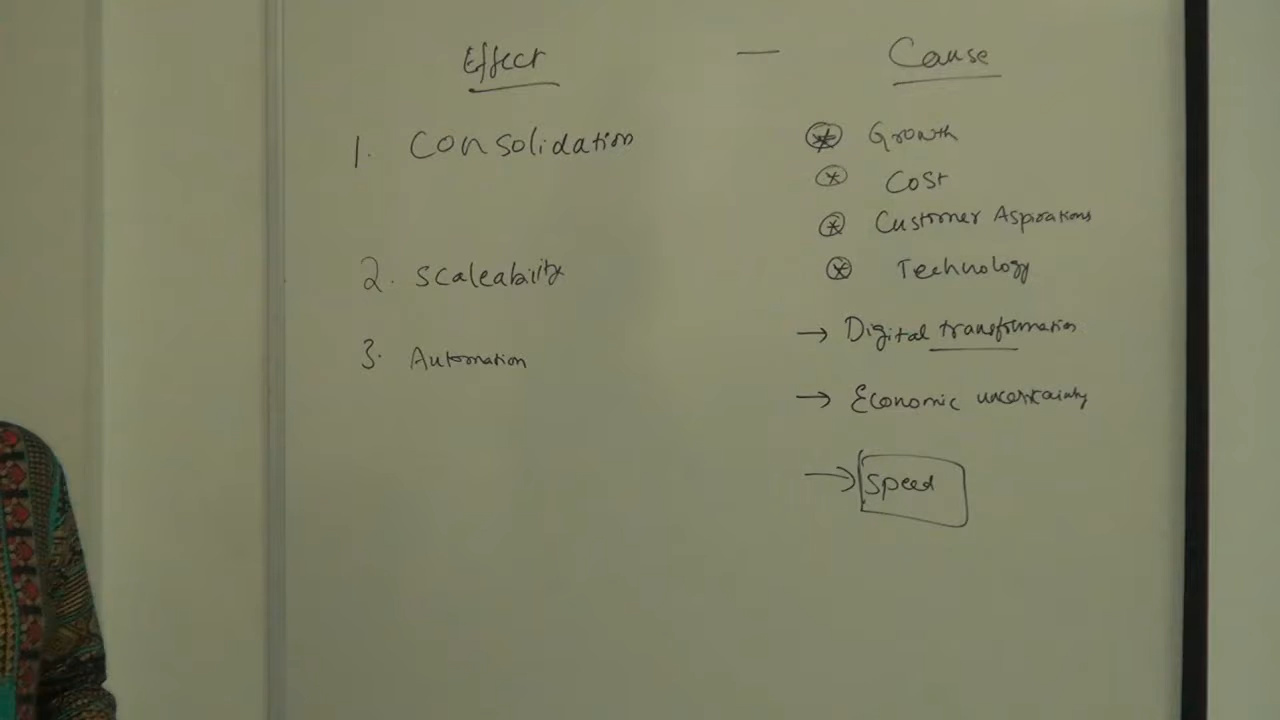 Effect — Cause
1. Consolidation
Growth
Cost
Customer Aspirations
2. Scaleability
Technology
→ Digital transformation
3. Automation
→ Economic uncertainty
→ Speed